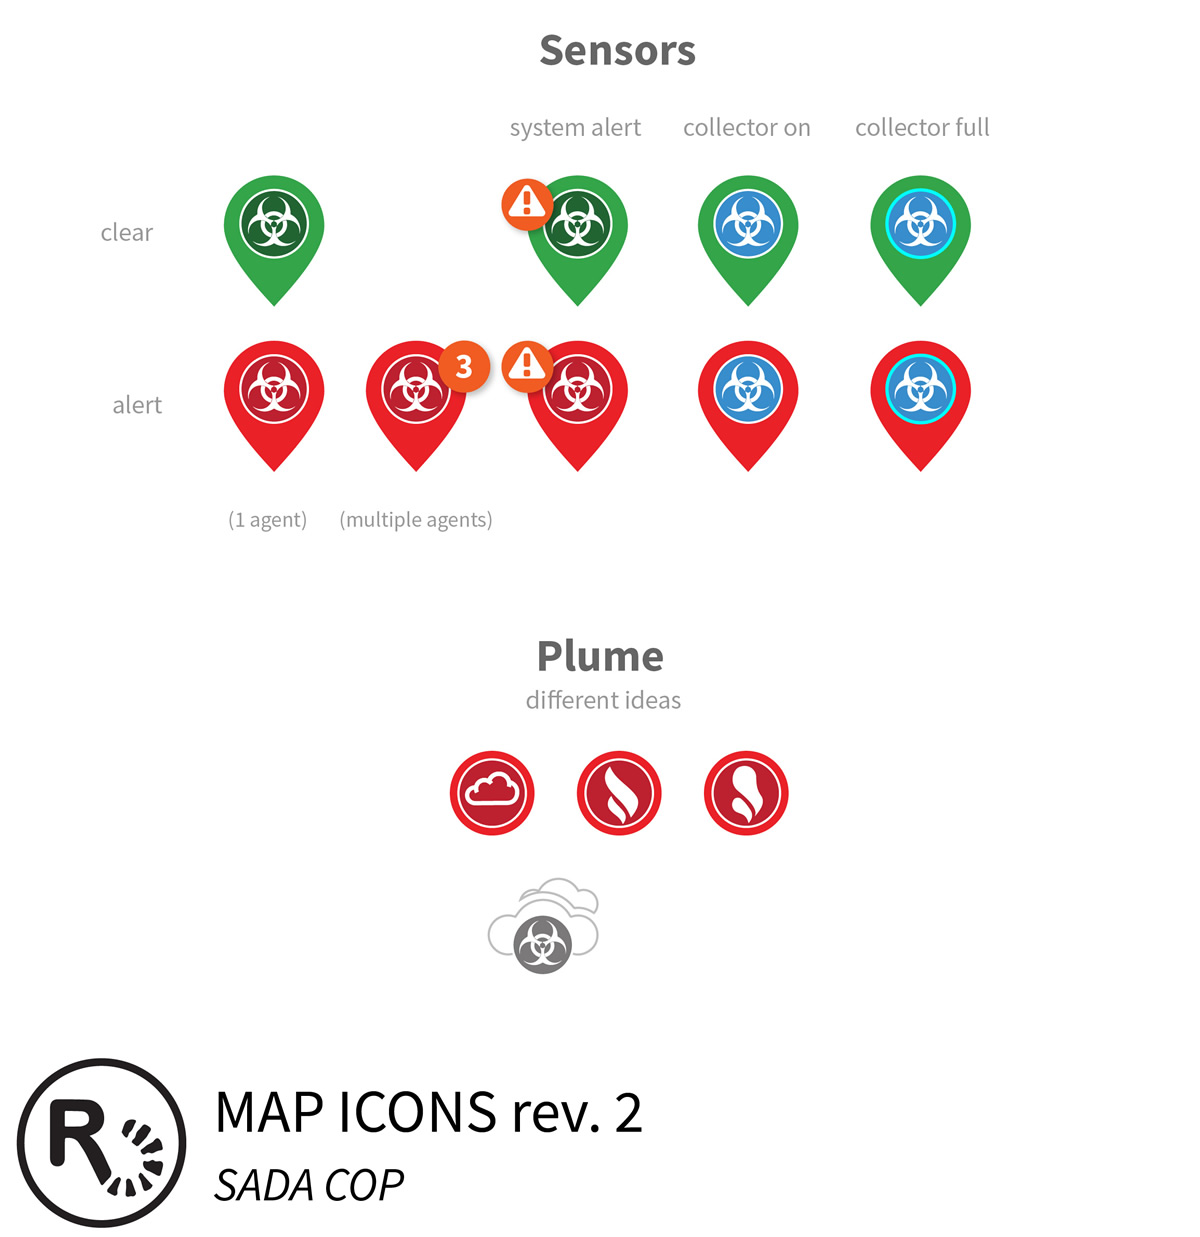 Sensors
system alert collector on collector full
clear
3
alert
(1 agent) (multiple agents)
Plume
different ideas
R
MAP ICONS rev. 2
SADA COP